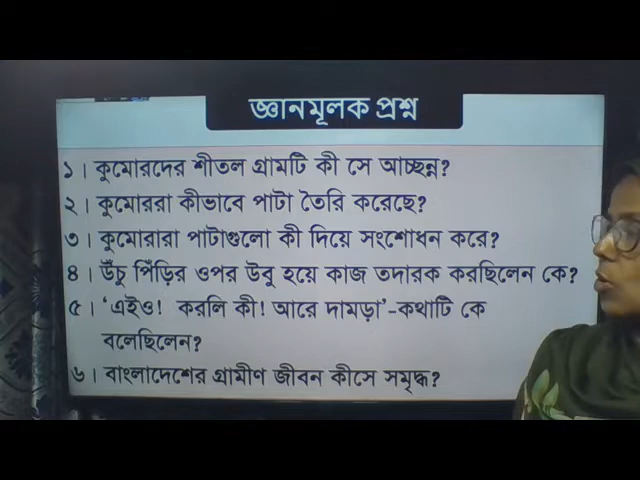 জ্ঞানমূলক প্রশ্ন
১। কুমোরদের শীতল গ্রামটি কী সে আচ্ছন্ন?
২। কুমোররা কীভাবে পাটা তৈরি করেছে?
৩। কুমোরারা পাটাগুলো কী দিয়ে সংশোধন করে?
৪। উঁচু পিঁড়ির ওপর উবু হয়ে কাজ তদারক করছিলেন কে?
৫। ‘এইও! করলি কী! আরে দামড়া’-কথাটি কে
বলেছিলেন?
৬। বাংলাদেশের গ্রামীণ জীবন কীসে সমৃদ্ধ?